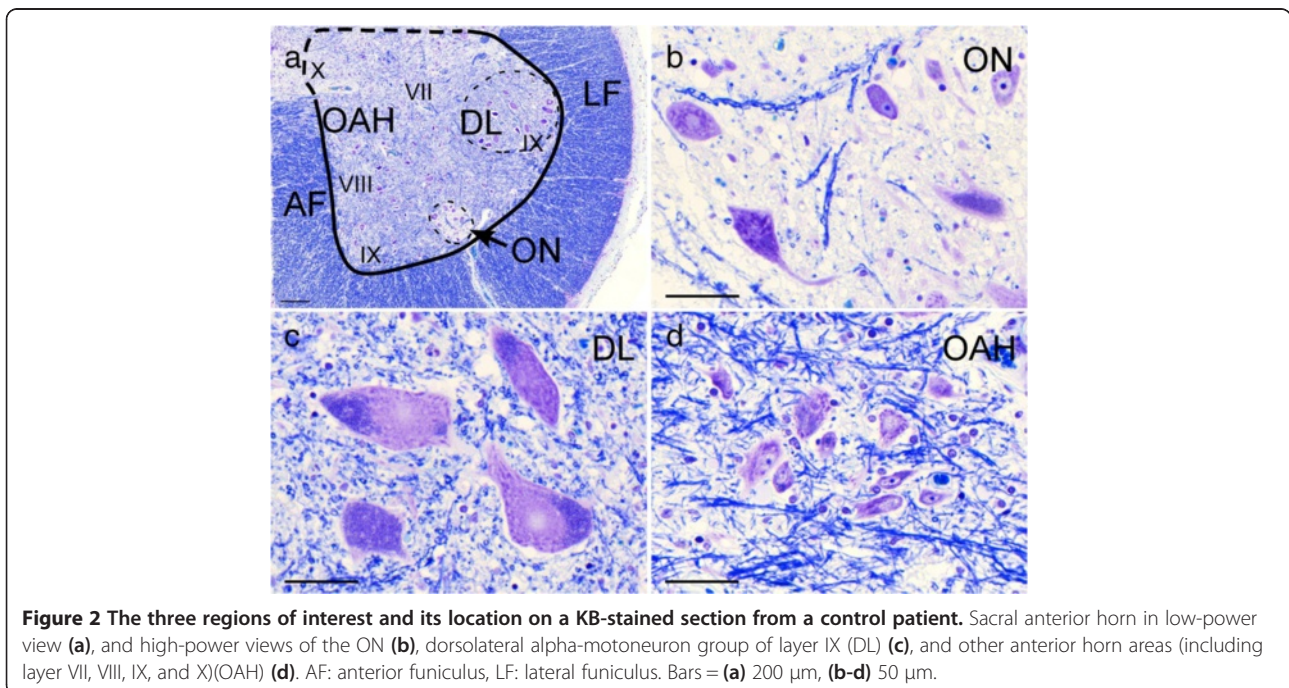 a
X
VII
OAH
DL
LF
IX
VIII
AF
IX
ON
b
ON
c
DL
d
OAH
Figure 2 The three regions of interest and its location on a KB-stained section from a control patient. Sacral anterior horn in low-power
view (a), and high-power views of the ON (b), dorsolateral alpha-motoneuron group of layer IX (DL) (c), and other anterior horn areas (including
layer VII, VIII, IX, and X)(OAH) (d). AF: anterior funiculus, LF: lateral funiculus. Bars = (a) 200 μm, (b-d) 50 μm.